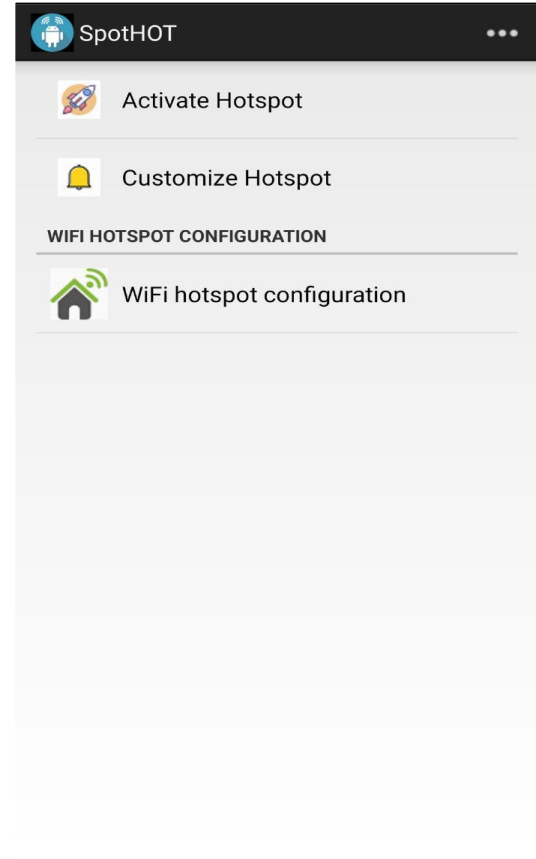 SpotHOT
Activate Hotspot
Customize Hotspot
WIFI HOTSPOT CONFIGURATION
WiFi hotspot configuration